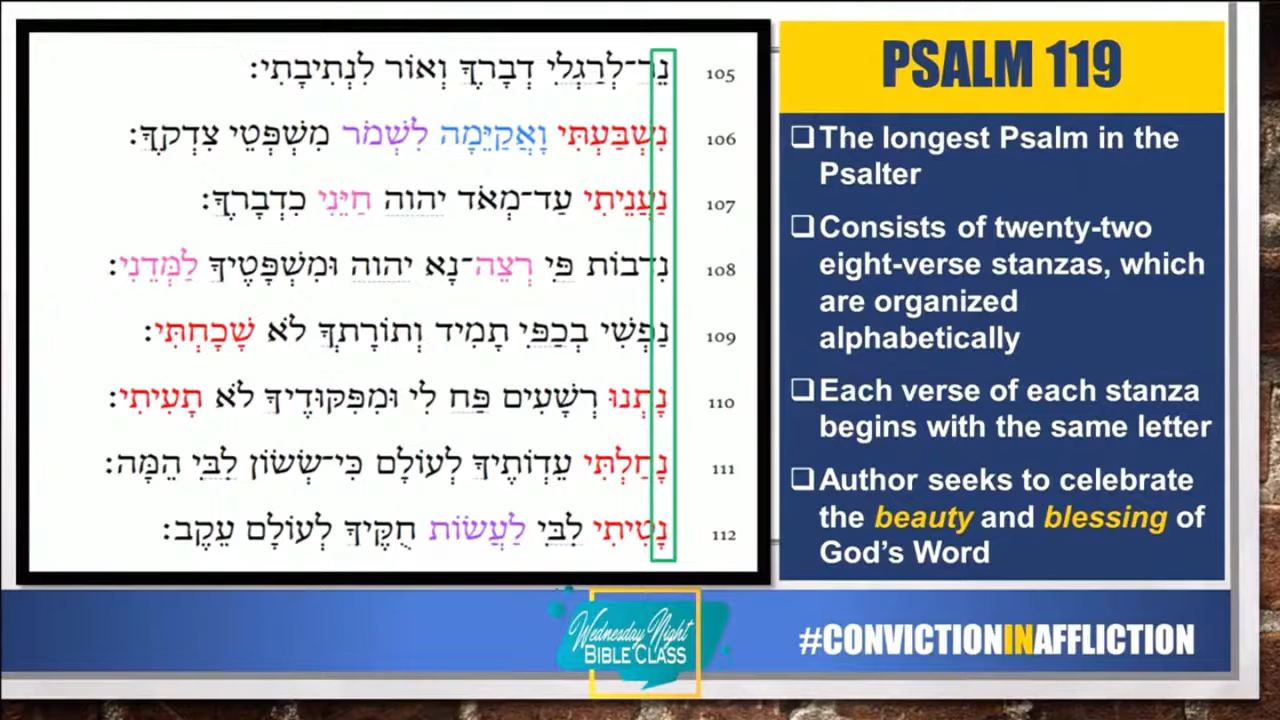 105 נֵר־לְרַגְלִי דְבָרֶךָ וְאוֹר לִנְתִיבָתִי׃
106 נִשְׁבַּעְתִּי וָאֲקַיֵּמָה לִשְׁמֹר מִשְׁפְּטֵי צִדְקֶךָ׃
107 נַעֲנֵיתִי עַד־מְאֹד יהוה חַיֵּנִי כִדְבָרֶךָ׃
108 נִדְבוֹת פִּי רְצֵה־נָא יהוה וּמִשְׁפָּטֶיךָ לַמְּדֵנִי׃
109 נַפְשִׁי בְכַפִּי תָמִיד וְתוֹרָתְךָ לֹא שָׁכָחְתִּי׃
110 נָתְנוּ רְשָׁעִים פַּח לִי וּמִפִּקּוּדֶיךָ לֹא תָעִיתִי׃
111 נָחַלְתִּי עֵדְוֹתֶיךָ לְעוֹלָם כִּי־שְׂשׂוֹן לִבִּי הֵמָּה׃
112 נָטִיתִי לִבִּי לַעֲשׂוֹת חֻקֶּיךָ לְעוֹלָם עֵקֶב׃
PSALM 119
❑The longest Psalm in the
Psalter
❑Consists of twenty-two
eight-verse stanzas, which
are organized
alphabetically
❑Each verse of each stanza
begins with the same letter
❑Author seeks to celebrate
the beauty and blessing of
God’s Word
Wednesday Night
BIBLE CLASS
#CONVICTIONINAFFLICTION